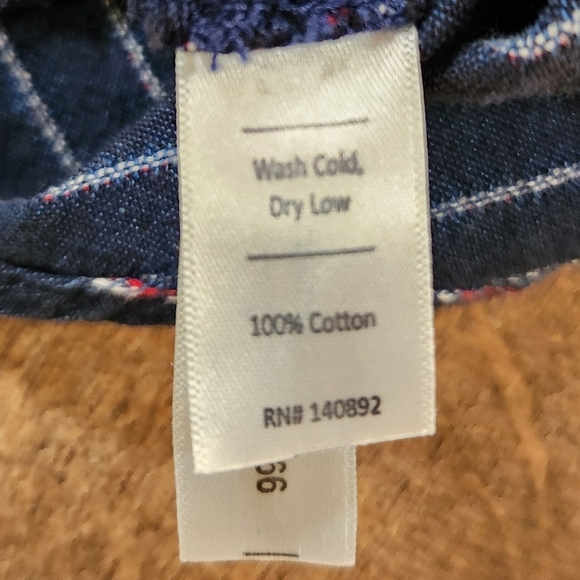 Wash Cold,
Dry Low
100% Cotton
RN# 140892